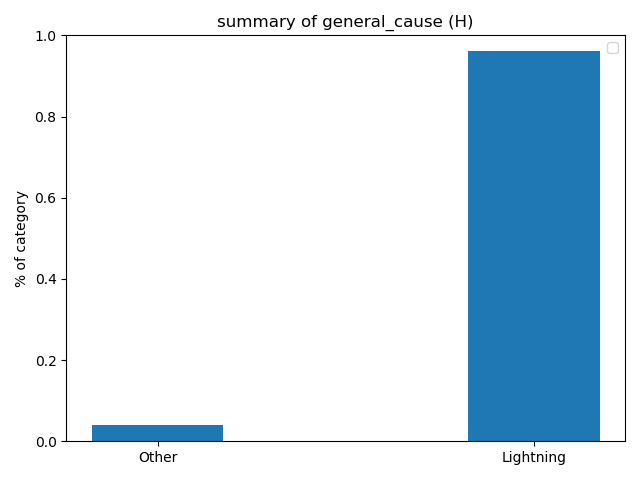 summary of general_cause (H)
% of category
1.0
0.8
0.6
0.4
0.2
0.0
Other
Lightning